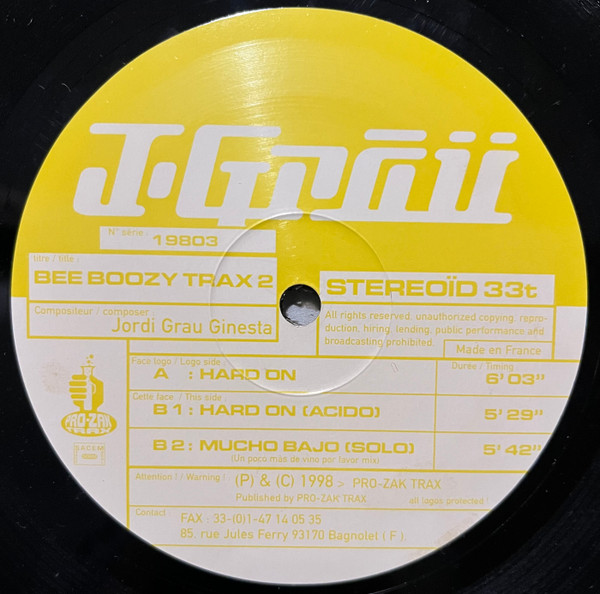 J.Gräü
N° série : 19803
titre / title :
BEE BOOZY TRAX 2
STEREOÏD 33t
Compositeur / composer :
Jordi Grau Ginesta
All rights reserved, unauthorized copying, repro-
duction, hiring, lending, public performance and
broadcasting prohibited.
Made en France
Face logo / Logo side :
Durée / Timing :
A : HARD ON 6'03"
Cette face / This side :
B1 : HARD ON (ACIDO) 5'29"
B2 : MUCHO BAJO (SOLO) 5'42"
(Un poco más de vino por favor mix)
PRO-ZAK
TRAX
SACEM
Attention ! / Warning : (P) & (C) 1998 > PRO-ZAK TRAX
Published by PRO-ZAK TRAX all logos protected !
Contact FAX : 33-(0)1-47 14 05 35
85, rue Jules Ferry 93170 Bagnolet ( F ).